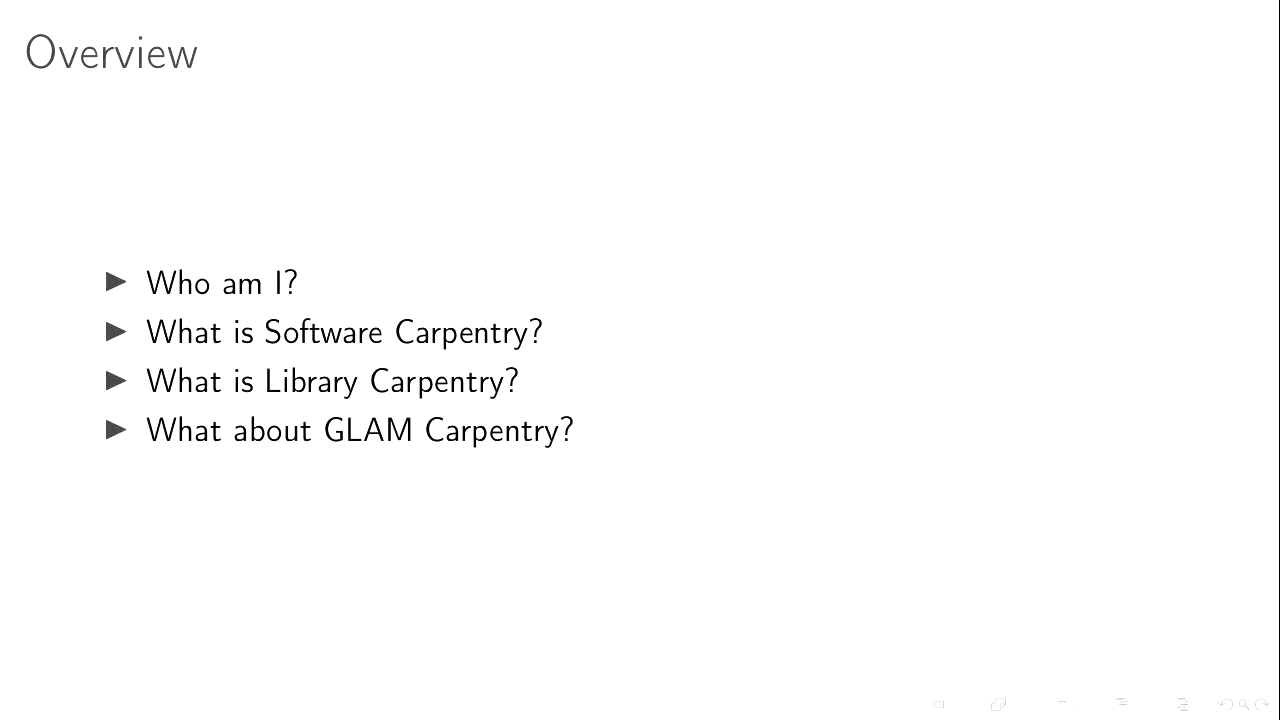 Overview
Who am I?
What is Software Carpentry?
What is Library Carpentry?
What about GLAM Carpentry?